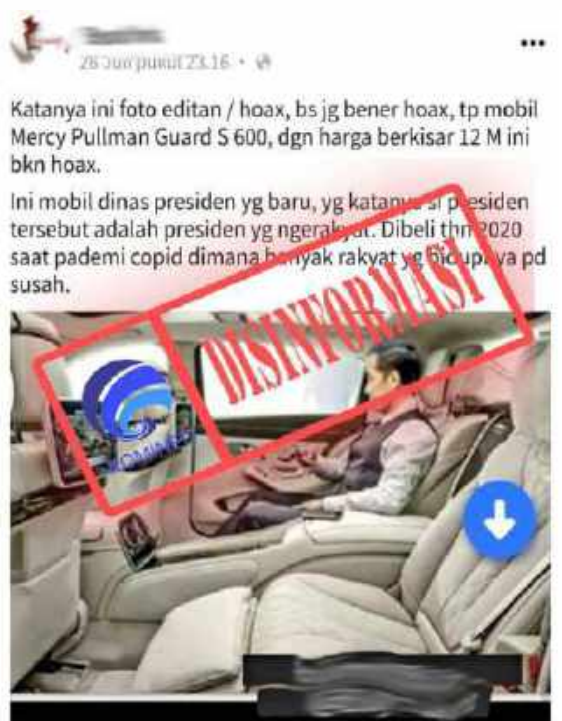 pukul 23.16
Katanya ini foto editan / hoax, bs jg bener hoax, tp mobil
Mercy Pullman Guard S 600, dgn harga berkisar 12 M ini
bkn hoax.
Ini mobil dinas presiden yg baru, yg katanya si presiden
tersebut adalah presiden yg ngerakyat. Dibeli thn 2020
saat pademi copid dimana banyak rakyat yg hidupnya pd
susah.
DISINFORMASI
KOMINFO